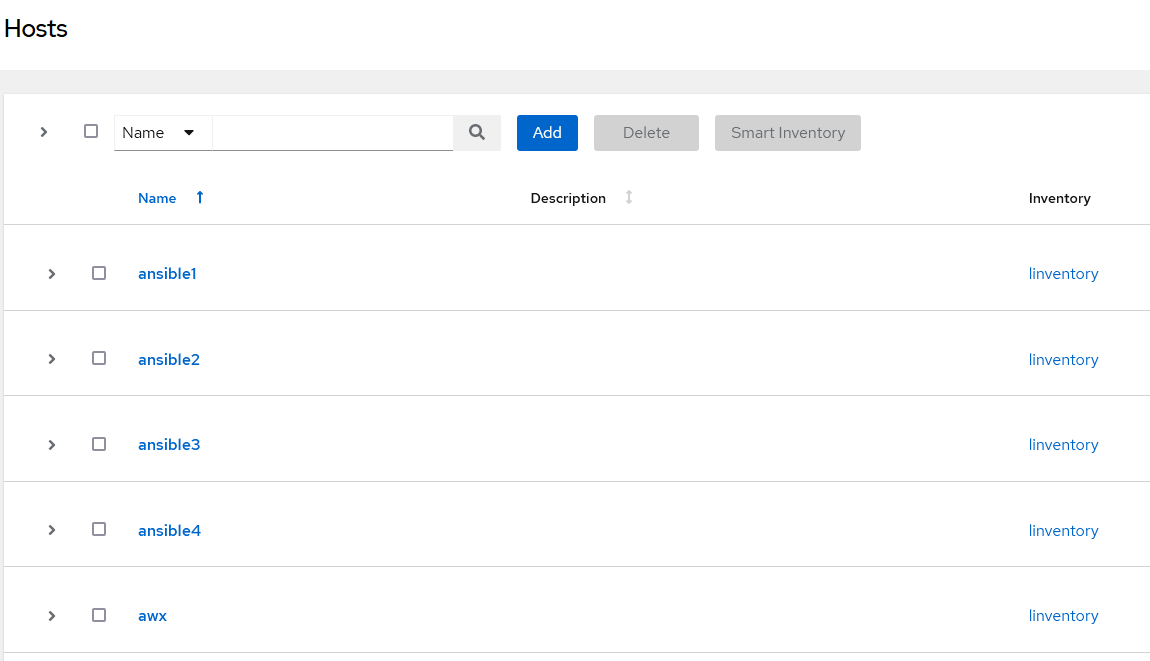 Hosts
Name Add Delete Smart Inventory
Name Description Inventory
ansible1 linventory
ansible2 linventory
ansible3 linventory
ansible4 linventory
awx linventory